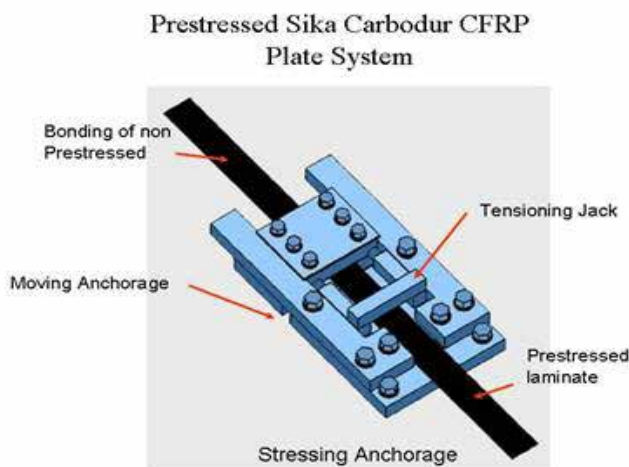 Prestressed Sika Carbodur CFRP
Plate System
Bonding of non
Prestressed
Tensioning Jack
Moving Anchorage
Prestressed
laminate
Stressing Anchorage